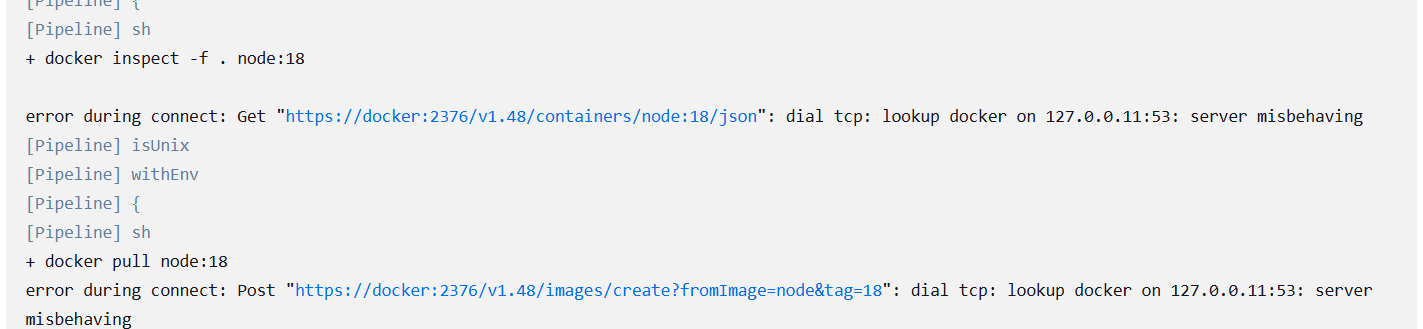 [Pipeline] {
[Pipeline] sh
+ docker inspect -f . node:18
error during connect: Get "https://docker:2376/v1.48/containers/node:18/json": dial tcp: lookup docker on 127.0.0.11:53: server misbehaving
[Pipeline] isUnix
[Pipeline] withEnv
[Pipeline] {
[Pipeline] sh
+ docker pull node:18
error during connect: Post "https://docker:2376/v1.48/images/create?fromImage=node&tag=18": dial tcp: lookup docker on 127.0.0.11:53: server
misbehaving